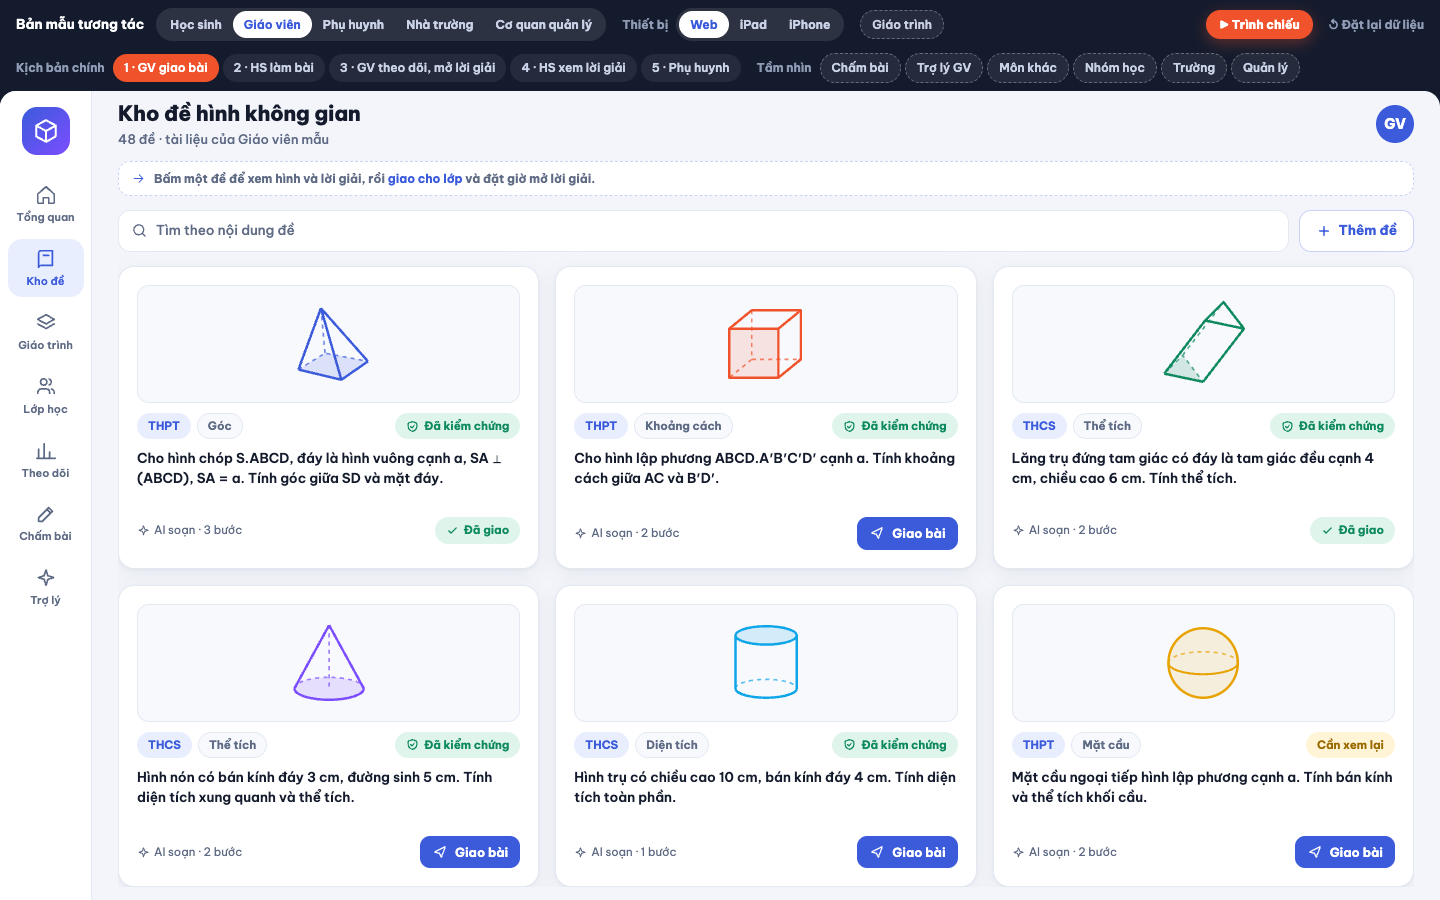 Bản mẫu tương tác
Học sinh
Giáo viên
Phụ huynh
Nhà trường
Cơ quan quản lý
Thiết bị
Web
iPad
iPhone
Giáo trình
Trình chiếu
Đặt lại dữ liệu
Kịch bản chính
1 · GV giao bài
2 · HS làm bài
3 · GV theo dõi, mở lời giải
4 · HS xem lời giải
5 · Phụ huynh
Tầm nhìn
Chấm bài
Trợ lý GV
Môn khác
Nhóm học
Trường
Quản lý
Tổng quan
Kho đề
Giáo trình
Lớp học
Theo dõi
Chấm bài
Trợ lý
Kho đề hình không gian
48 đề · tài liệu của Giáo viên mẫu
GV
→ Bấm một đề để xem hình và lời giải, rồi giao cho lớp và đặt giờ mở lời giải.
Tìm theo nội dung đề
+ Thêm đề
THPT
Góc
Đã kiểm chứng
Cho hình chóp S.ABCD, đáy là hình vuông cạnh a, SA ⊥
(ABCD), SA = a. Tính góc giữa SD và mặt đáy.
AI soạn · 3 bước
Đã giao
THPT
Khoảng cách
Đã kiểm chứng
Cho hình lập phương ABCD.A'B'C'D' cạnh a. Tính khoảng
cách giữa AC và B'D'.
AI soạn · 2 bước
Giao bài
THCS
Thể tích
Đã kiểm chứng
Lăng trụ đứng tam giác có đáy là tam giác đều cạnh 4
cm, chiều cao 6 cm. Tính thể tích.
AI soạn · 2 bước
Đã giao
THCS
Thể tích
Đã kiểm chứng
Hình nón có bán kính đáy 3 cm, đường sinh 5 cm. Tính
diện tích xung quanh và thể tích.
AI soạn · 2 bước
Giao bài
THCS
Diện tích
Đã kiểm chứng
Hình trụ có chiều cao 10 cm, bán kính đáy 4 cm. Tính diện
tích toàn phần.
AI soạn · 1 bước
Giao bài
THPT
Mặt cầu
Cần xem lại
Mặt cầu ngoại tiếp hình lập phương cạnh a. Tính bán kính
và thể tích khối cầu.
AI soạn · 2 bước
Giao bài